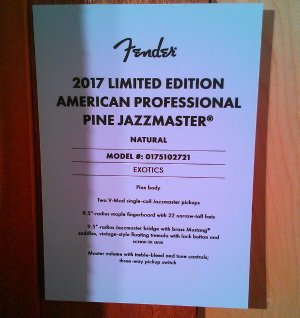 Fender
2017 LIMITED EDITION
AMERICAN PROFESSIONAL
PINE JAZZMASTER®
NATURAL
MODEL #: 0175102721
EXOTICS
Pine body
Two V-Mod single-coil Jazzmaster pickups
9.5"-radius maple fingerboard with 22 narrow-tall frets
9.5"-radius Jazzmaster bridge with brass Mustang®
saddles, vintage-style floating tremolo with lock button and
screw-in arm
Master volume with treble-bleed and tone controls;
three-way pickup switch